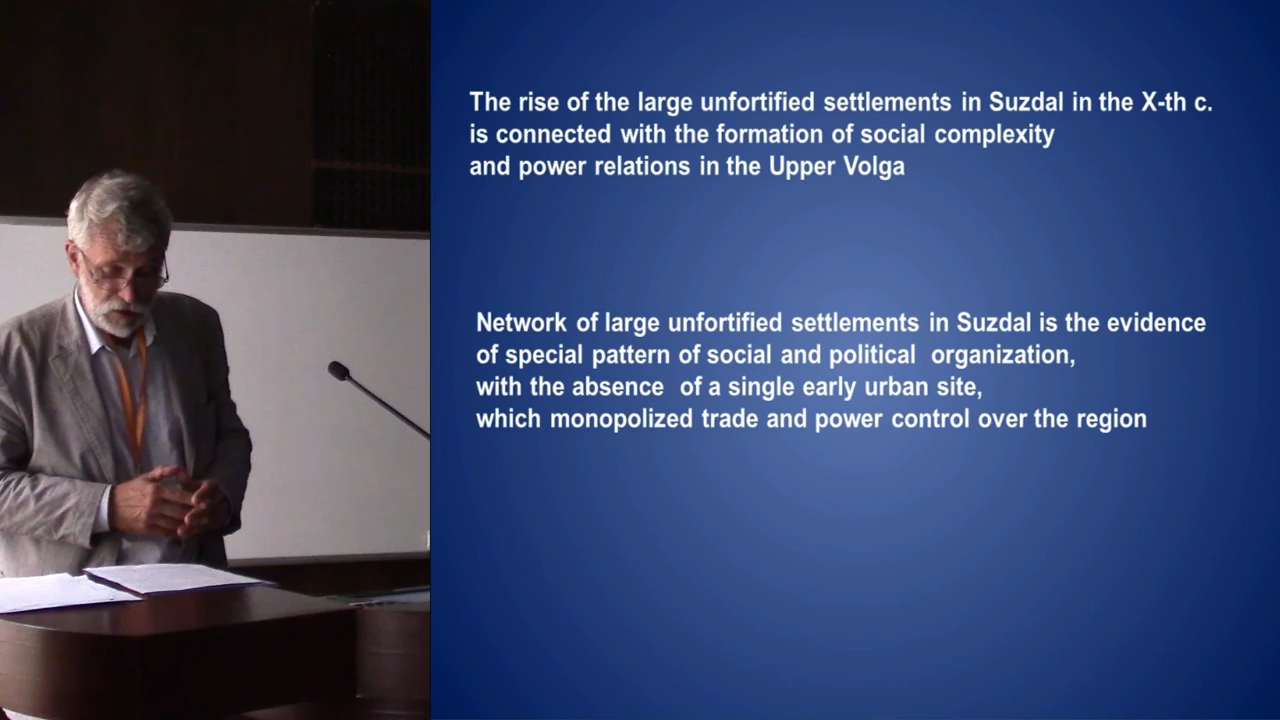 The rise of the large unfortified settlements in Suzdal in the X-th c.
is connected with the formation of social complexity
and power relations in the Upper Volga
Network of large unfortified settlements in Suzdal is the evidence
of special pattern of social and political organization,
with the absence of a single early urban site,
which monopolized trade and power control over the region